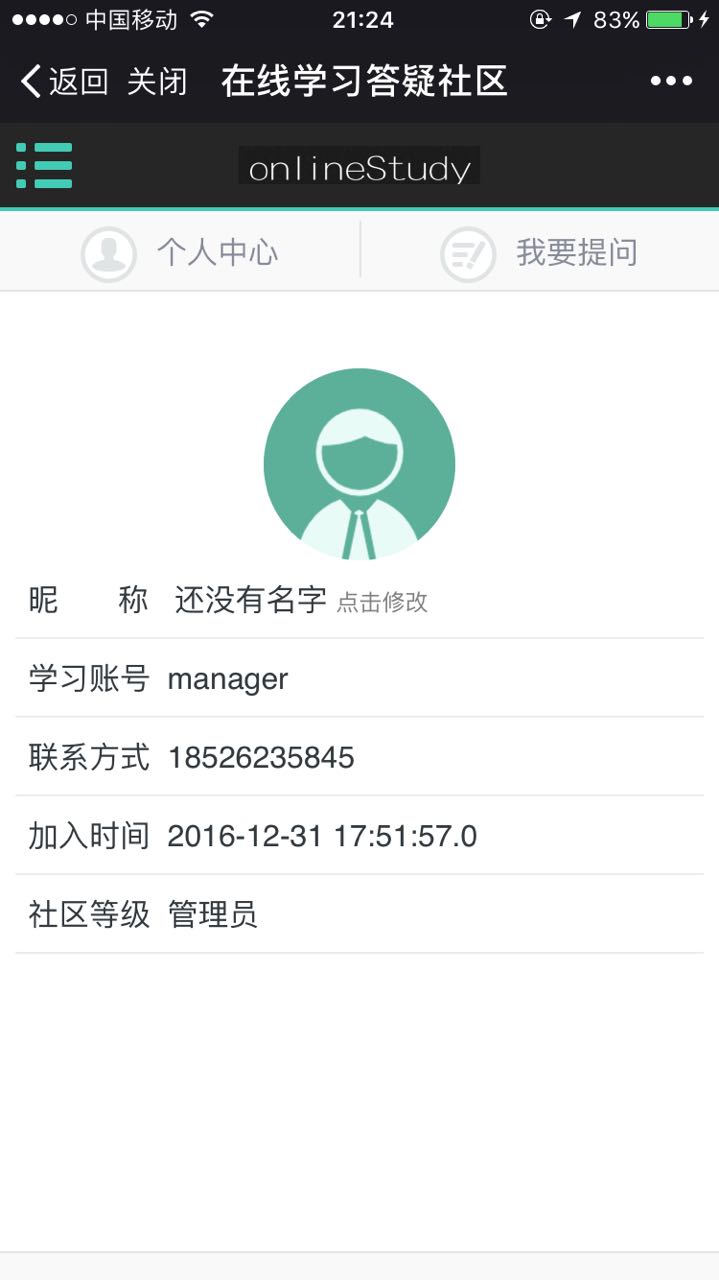 中国移动 21:24 83%
返回 关闭 在线学习答疑社区
onlineStudy
个人中心 我要提问
昵 称 还没有名字 点击修改
学习账号 manager
联系方式 18526235845
加入时间 2016-12-31 17:51:57.0
社区等级 管理员